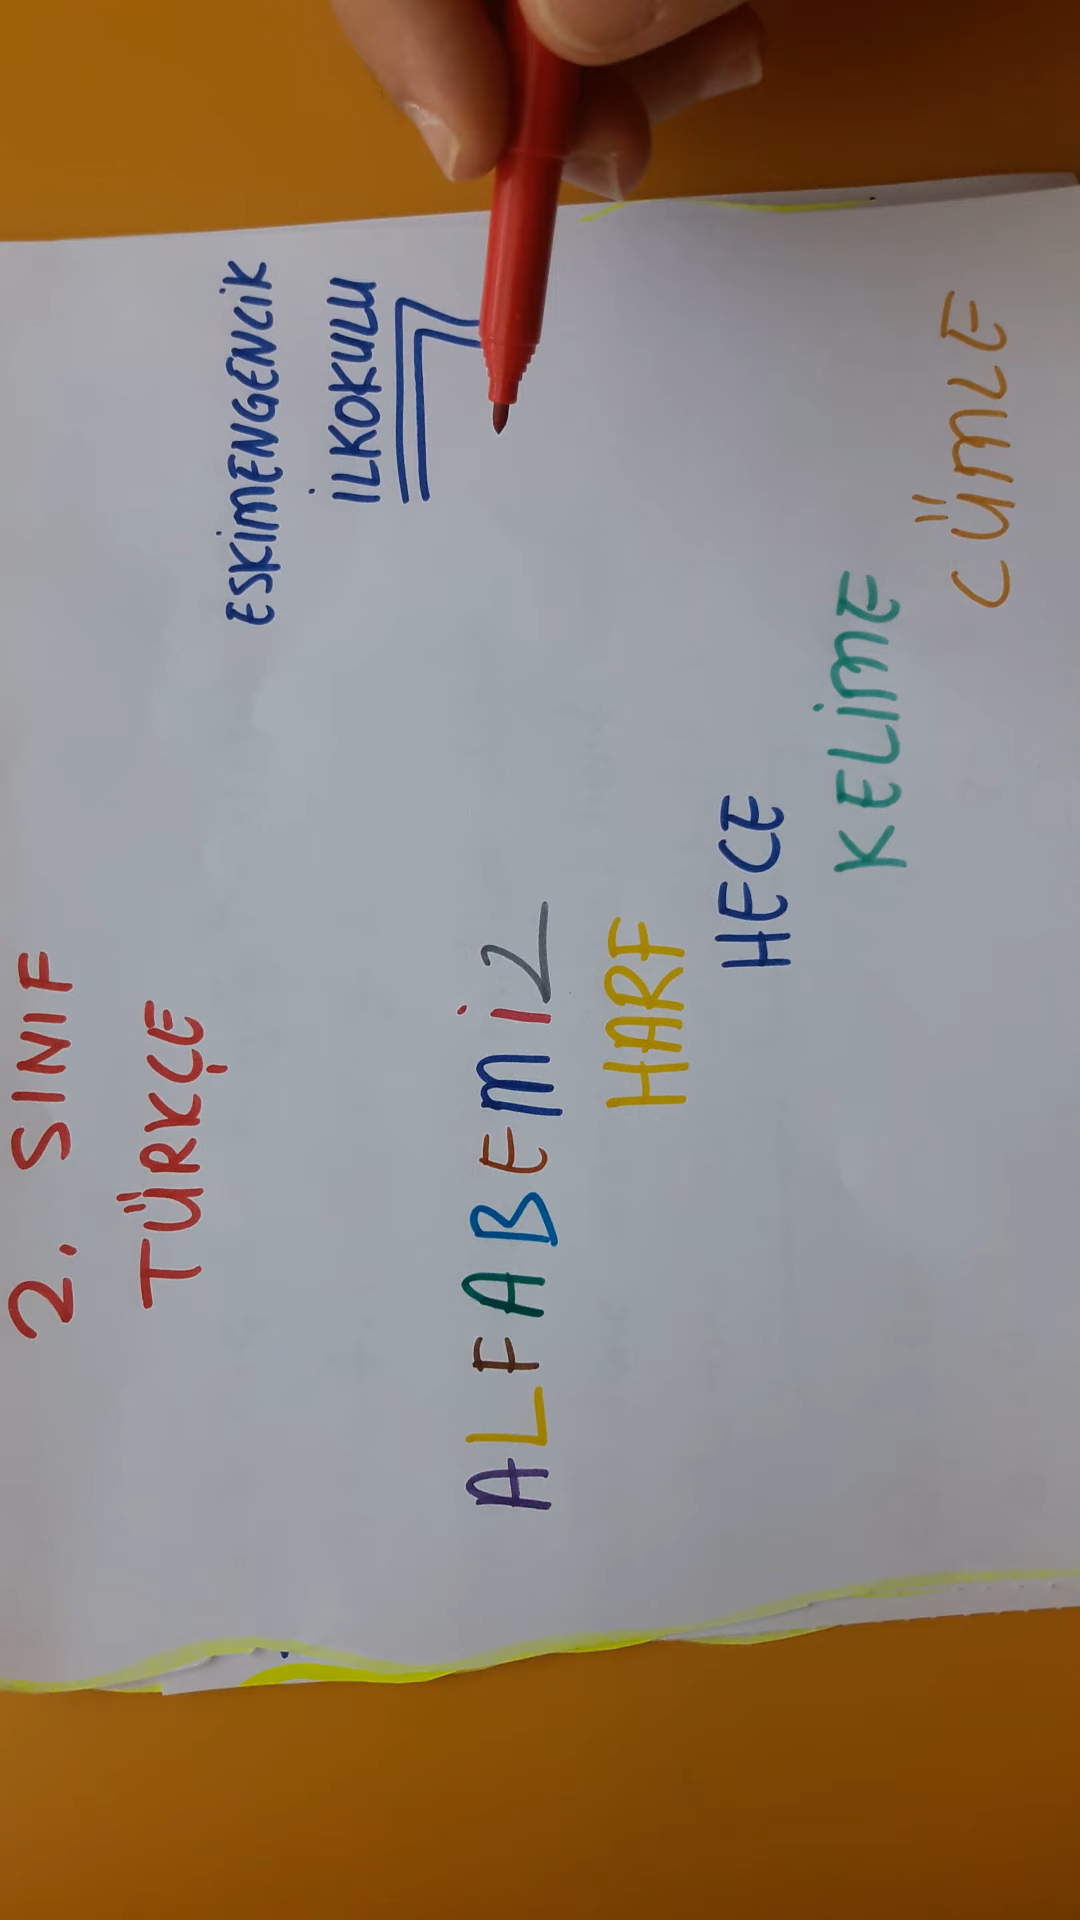 2. SINIF
TÜRKÇE
ESKİMENGENCİK
İLKOKULU
ALFABEMİZ
HARF
HECE
KELİME
CÜMLE